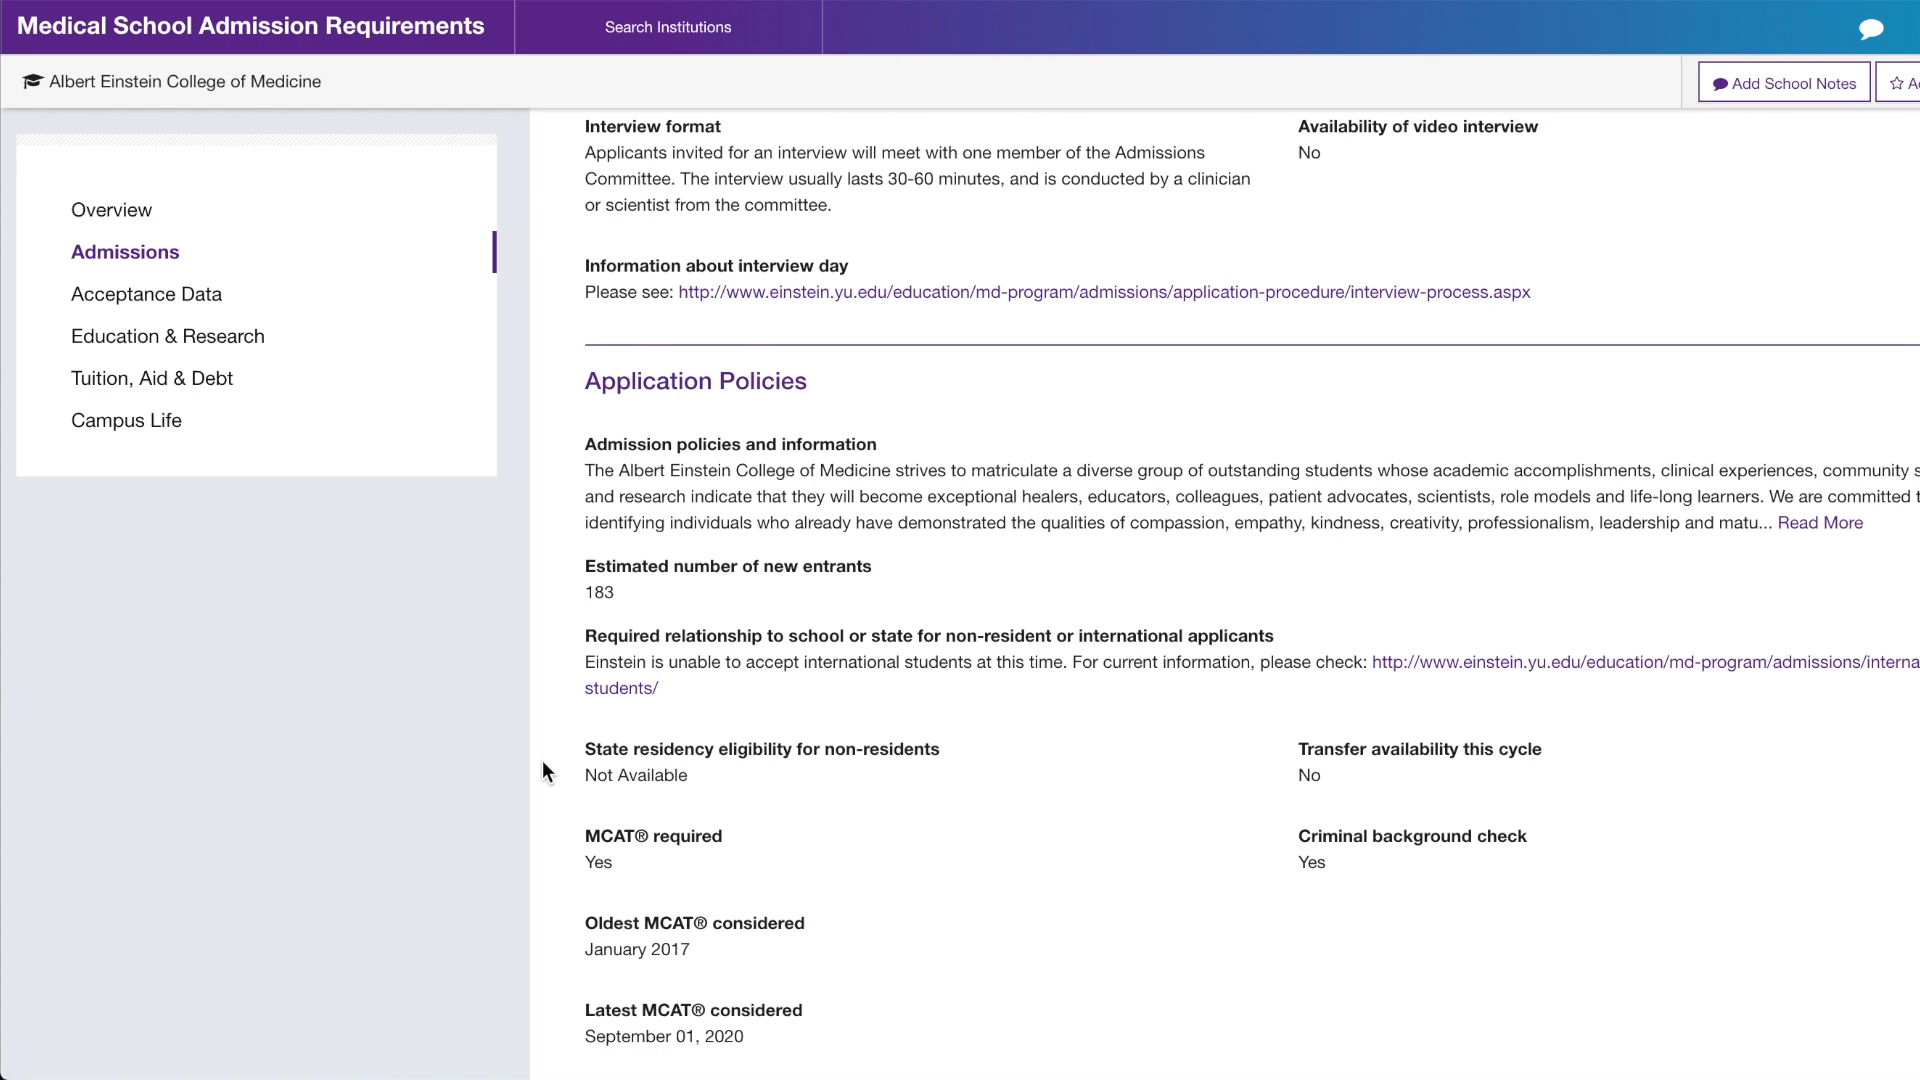 Medical School Admission Requirements
Search Institutions
Albert Einstein College of Medicine
Add School Notes
Overview
Admissions
Acceptance Data
Education & Research
Tuition, Aid & Debt
Campus Life
Interview format
Applicants invited for an interview will meet with one member of the Admissions
Committee. The interview usually lasts 30-60 minutes, and is conducted by a clinician
or scientist from the committee.
Availability of video interview
No
Information about interview day
Please see: http://www.einstein.yu.edu/education/md-program/admissions/application-procedure/interview-process.aspx
Application Policies
Admission policies and information
The Albert Einstein College of Medicine strives to matriculate a diverse group of outstanding students whose academic accomplishments, clinical experiences, community
and research indicate that they will become exceptional healers, educators, colleagues, patient advocates, scientists, role models and life-long learners. We are committed
identifying individuals who already have demonstrated the qualities of compassion, empathy, kindness, creativity, professionalism, leadership and matu... Read More
Estimated number of new entrants
183
Required relationship to school or state for non-resident or international applicants
Einstein is unable to accept international students at this time. For current information, please check: http://www.einstein.yu.edu/education/md-program/admissions/interna
students/
State residency eligibility for non-residents
Not Available
Transfer availability this cycle
No
MCAT® required
Yes
Criminal background check
Yes
Oldest MCAT® considered
January 2017
Latest MCAT® considered
September 01, 2020